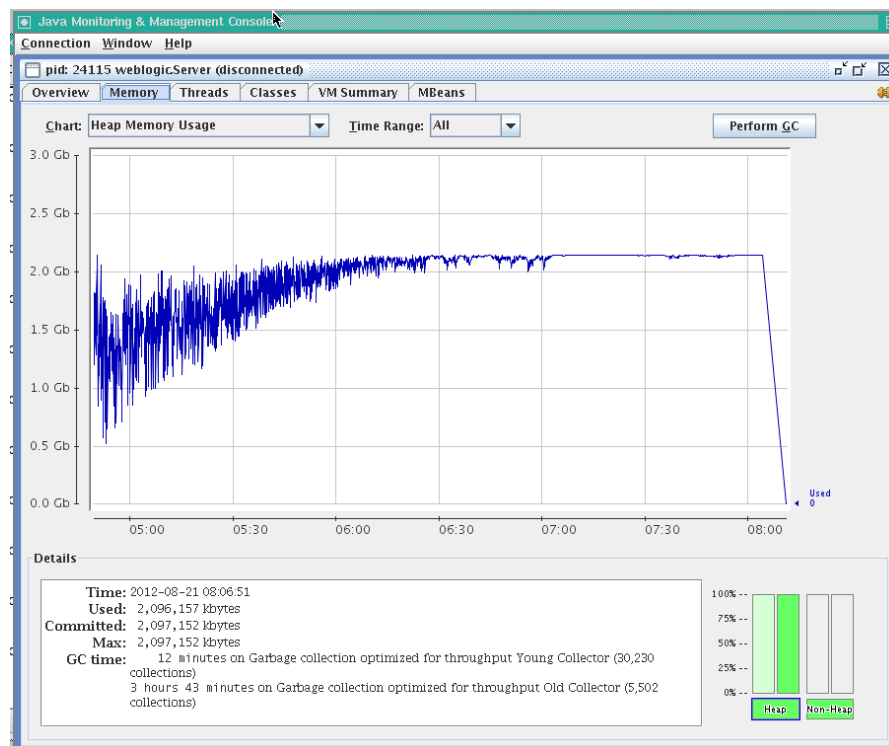 Java Monitoring & Management Console
Connection Window Help
pid: 24115 weblogic.Server (disconnected)
Overview Memory Threads Classes VM Summary MBeans
Chart: Heap Memory Usage Time Range: All Perform GC
3.0 Gb
2.5 Gb
2.0 Gb
1.5 Gb
1.0 Gb
0.5 Gb
0.0 Gb
Used
0
05:00 05:30 06:00 06:30 07:00 07:30 08:00
Details
Time: 2012-08-21 08:06:51
Used: 2,096,157 kbytes
Committed: 2,097,152 kbytes
Max: 2,097,152 kbytes
GC time: 12 minutes on Garbage collection optimized for throughput Young Collector (30,230
collections)
3 hours 43 minutes on Garbage collection optimized for throughput Old Collector (5,502
collections)
100% --
75% --
50% --
25% --
0% --
Heap Non-Heap